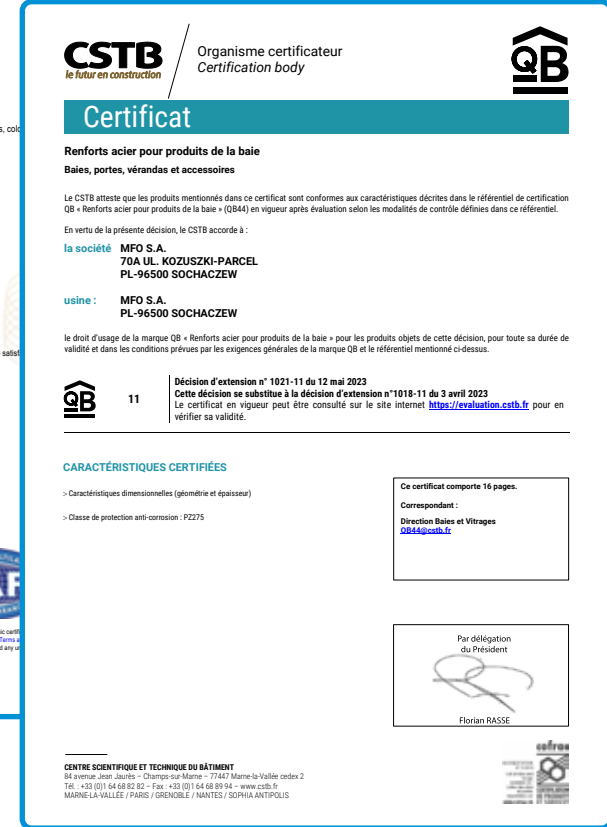 CSTB
le futur en construction
Organisme certificateur
Certification body
QB
Certificat
Renforts acier pour produits de la baie
Baies, portes, vérandas et accessoires
Le CSTB atteste que les produits mentionnés dans ce certificat sont conformes aux caractéristiques décrites dans le référentiel de certification
QB « Renforts acier pour produits de la baie » (QB44) en vigueur après évaluation selon les modalités de contrôle définies dans ce référentiel.
En vertu de la présente décision, le CSTB accorde à :
la société MFO S.A.
70A UL. KOZUSZKI-PARCEL
PL-96500 SOCHACZEW
usine : MFO S.A.
PL-96500 SOCHACZEW
le droit d'usage de la marque QB « Renforts acier pour produits de la baie » pour les produits objets de cette décision, pour toute sa durée de
validité et dans les conditions prévues par les exigences générales de la marque QB et le référentiel mentionné ci-dessus.
QB
11
Décision d'extension n° 1021-11 du 12 mai 2023
Cette décision se substitue à la décision d'extension n°1018-11 du 3 avril 2023
Le certificat en vigueur peut être consulté sur le site internet https://evaluation.cstb.fr pour en
vérifier sa validité.
CARACTÉRISTIQUES CERTIFIÉES
> Caractéristiques dimensionnelles (géométrie et épaisseur)
> Classe de protection anti-corrosion : PZ275
Ce certificat comporte 16 pages.
Correspondant :
Direction Baies et Vitrages
QB44@cstb.fr
Par délégation
du Président
Florian RASSE
CENTRE SCIENTIFIQUE ET TECHNIQUE DU BÂTIMENT
84 avenue Jean Jaurès – Champs-sur-Marne – 77447 Marne-la-Vallée cedex 2
Tél. : +33 (0)1 64 68 82 82 – Fax : +33 (0)1 64 68 89 94 – www.cstb.fr
MARNE-LA-VALLÉE / PARIS / GRENOBLE / NANTES / SOPHIA ANTIPOLIS
cofrac